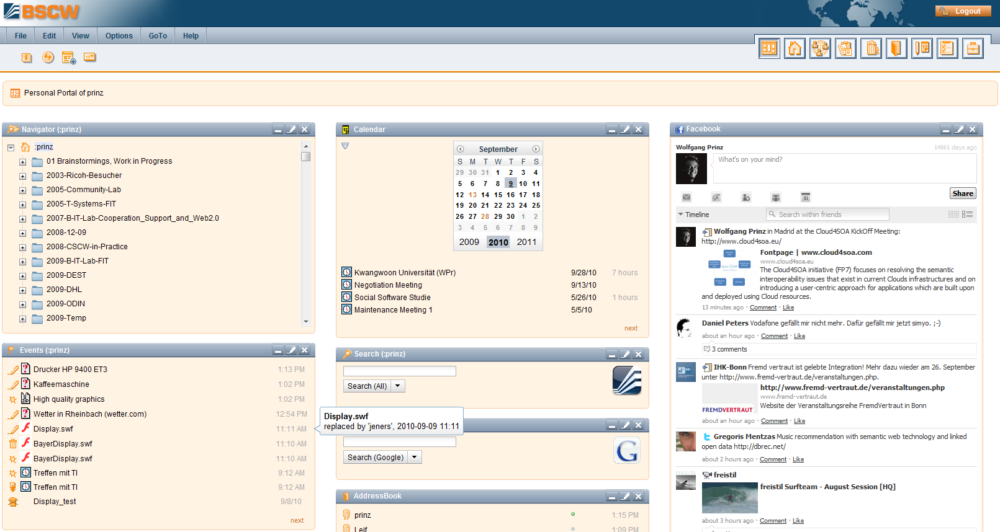 BSCW
Logout
File Edit View Options GoTo Help
Personal Portal of prinz
Navigator (:prinz)
:prinz
01 Brainstormings, Work in Progress
2003-Ricoh-Besucher
2005-Community-Lab
2005-T-Systems-FIT
2007-B-IT-Lab-Cooperation_Support_and_Web2.0
2008-12-09
2008-CSCW-in-Practice
2009-B-IT-Lab-FIT
2009-DEST
2009-DHL
2009-ODIN
2009-Temp
Events (:prinz)
Drucker HP 9400 ET3 1:13 PM
Kaffeemaschine 1:02 PM
High quality graphics 1:02 PM
Wetter in Rheinbach (wetter.com) 12:54 PM
Display.swf 11:11 AM
BayerDisplay.swf 11:10 AM
BayerDisplay.swf 11:10 AM
Treffen mit TI 9:12 AM
Treffen mit TI 9:12 AM
Display_test 9/8/10
next
Display.swf
replaced by 'jeners', 2010-09-09 11:11
Calendar
September
S M T W T F S
29 30 31 1 2 3 4
5 6 7 8 9 10 11
12 13 14 15 16 17 18
19 20 21 22 23 24 25
26 27 28 29 30 1 2
3 4 5 6 7 8 9
2009 2010 2011
Kwangwoon Universität (WPr) 9/28/10 7 hours
Negotiation Meeting 9/13/10
Social Software Studie 5/26/10 1 hours
Maintenance Meeting 1 5/5/10
next
Search (:prinz)
Search (All)
Search (Google)
G
AddressBook
prinz 1:15 PM
Leif 1:09 PM
Facebook
Wolfgang Prinz 14861 days ago
What's on your mind?
31
Share
Timeline
Search within friends
Wolfgang Prinz in Madrid at the Cloud4SOA KickOff Meeting:
http://www.cloud4soa.eu/
Fontpage | www.cloud4soa.com
www.cloud4soa.eu
The Cloud4SOA initiative (FP7) focuses on resolving the semantic
interoperability issues that exist in current Clouds infrastructures and on
introducing a user-centric approach for applications which are built upon
and deployed using Cloud resources.
13 minutes ago · Comment · Like
Daniel Peters Vodafone gefällt mir nicht mehr. Dafür gefällt mir jetzt simyo. ;-)
about an hour ago · Comment · Like
3 comments
IHK-Bonn Fremd vertraut ist gelebte Integration! Mehr dazu wieder am 26. September
unter http://www.fremd-vertraut.de/veranstaltungen.php.
http://www.fremd-vertraut.de/veranstaltungen.php
www.fremd-vertraut.de
Website der Veranstaltungsreihe FremdVertraut in Bonn
FREMDVERTRAUT
about an hour ago · Comment · Like
Gregoris Mentzas Music recommendation with semantic web technology and linked
open data http://dbrec.net/
about 2 hours ago · Comment · Like
freistil
freistil Surfteam - August Session [HQ]
about 3 hours ago · Comment · Like